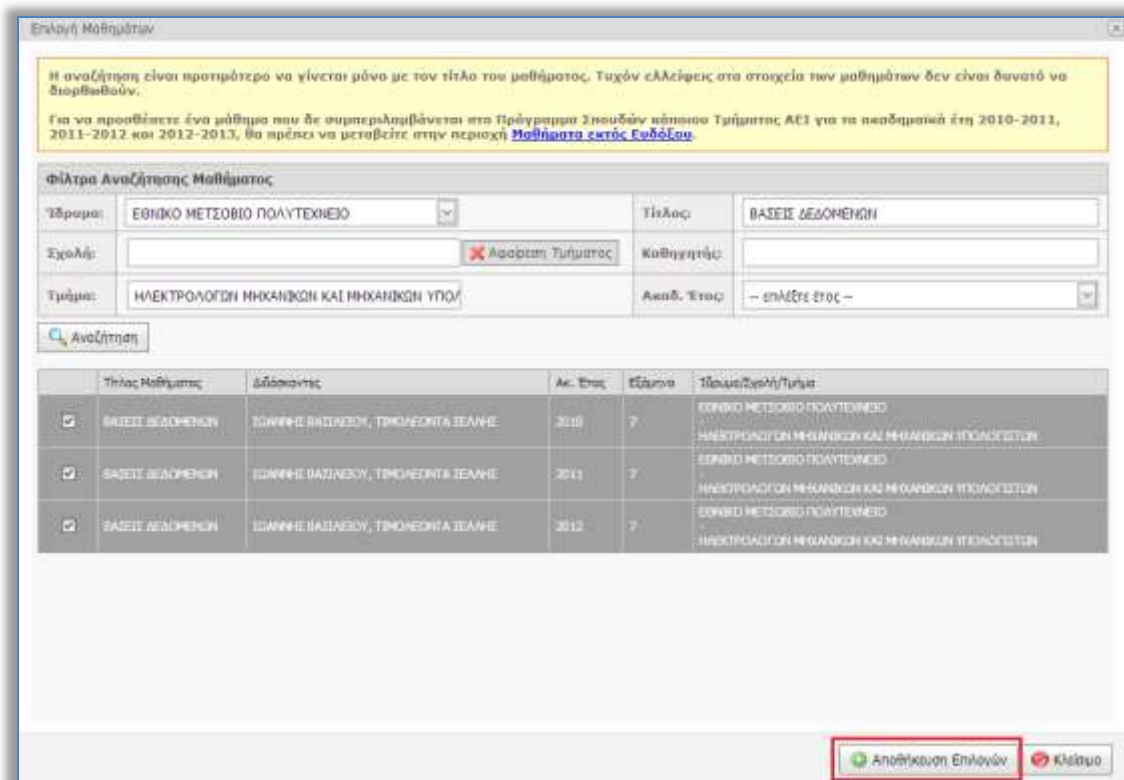 Επιλογή Μαθημάτων
Η αναζήτηση είναι προτιμότερο να γίνεται μόνο με τον τίτλο του μαθήματος. Τυχόν ελλείψεις στα στοιχεία των μαθημάτων δεν είναι δυνατό να
διορθωθούν.
Για να προσθέσετε ένα μάθημα που δε συμπεριλαμβάνεται στο Πρόγραμμα Σπουδών κάποιου Τμήματος ΑΕΙ για τα ακαδημαϊκά έτη 2010-2011,
2011-2012 και 2012-2013, θα πρέπει να μεταβείτε στην περιοχή Μαθήματα εκτός Ευδόξου.
Φίλτρα Αναζήτησης Μαθήματος
Ίδρυμα: ΕΘΝΙΚΟ ΜΕΤΣΟΒΙΟ ΠΟΛΥΤΕΧΝΕΙΟ Τίτλος: ΒΑΣΕΙΣ ΔΕΔΟΜΕΝΩΝ
Σχολή: Αφαίρεση Τμήματος Καθηγητής:
Τμήμα: ΗΛΕΚΤΡΟΛΟΓΩΝ ΜΗΧΑΝΙΚΩΝ ΚΑΙ ΜΗΧΑΝΙΚΩΝ ΥΠΟΛ Ακαδ. Έτος: -- επιλέξτε έτος --
Αναζήτηση
Τίτλος Μαθήματος Διδάσκοντες Ακ. Έτος Εξάμηνο Ίδρυμα/Σχολή/Τμήμα
ΕΘΝΙΚΟ ΜΕΤΣΟΒΙΟ ΠΟΛΥΤΕΧΝΕΙΟ
ΒΑΣΕΙΣ ΔΕΔΟΜΕΝΩΝ ΙΩΑΝΝΗΣ ΒΑΣΙΛΕΙΟΥ, ΤΙΜΟΛΕΟΝΤΑ ΣΕΛΛΗΣ 2010 7 -
ΗΛΕΚΤΡΟΛΟΓΩΝ ΜΗΧΑΝΙΚΩΝ ΚΑΙ ΜΗΧΑΝΙΚΩΝ ΥΠΟΛΟΓΙΣΤΩΝ
ΕΘΝΙΚΟ ΜΕΤΣΟΒΙΟ ΠΟΛΥΤΕΧΝΕΙΟ
ΒΑΣΕΙΣ ΔΕΔΟΜΕΝΩΝ ΙΩΑΝΝΗΣ ΒΑΣΙΛΕΙΟΥ, ΤΙΜΟΛΕΟΝΤΑ ΣΕΛΛΗΣ 2011 7 -
ΗΛΕΚΤΡΟΛΟΓΩΝ ΜΗΧΑΝΙΚΩΝ ΚΑΙ ΜΗΧΑΝΙΚΩΝ ΥΠΟΛΟΓΙΣΤΩΝ
ΕΘΝΙΚΟ ΜΕΤΣΟΒΙΟ ΠΟΛΥΤΕΧΝΕΙΟ
ΒΑΣΕΙΣ ΔΕΔΟΜΕΝΩΝ ΙΩΑΝΝΗΣ ΒΑΣΙΛΕΙΟΥ, ΤΙΜΟΛΕΟΝΤΑ ΣΕΛΛΗΣ 2012 7 -
ΗΛΕΚΤΡΟΛΟΓΩΝ ΜΗΧΑΝΙΚΩΝ ΚΑΙ ΜΗΧΑΝΙΚΩΝ ΥΠΟΛΟΓΙΣΤΩΝ
Αποθήκευση Επιλογών Κλείσιμο